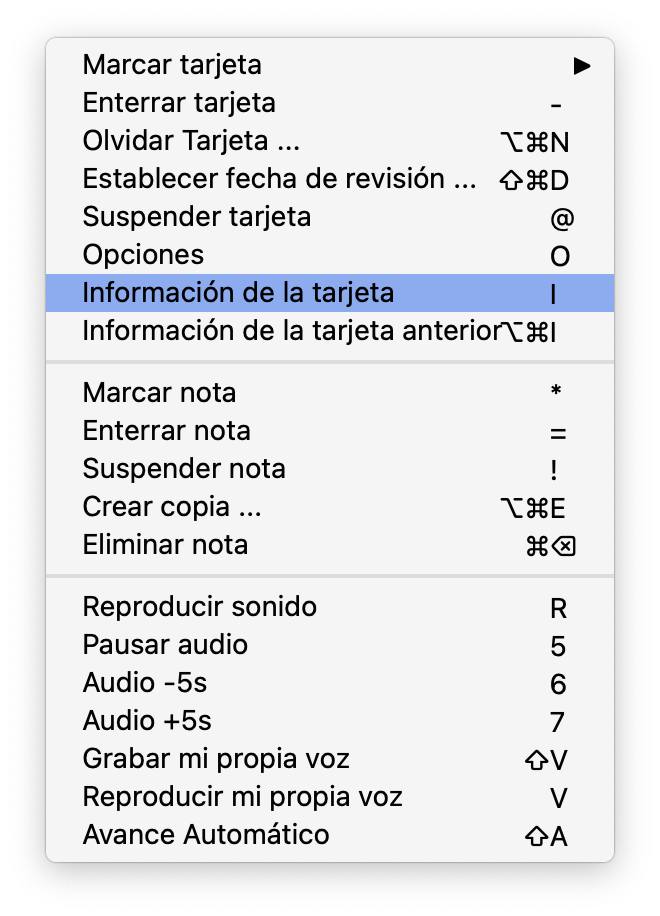 Marcar tarjeta ▶
Enterrar tarjeta -
Olvidar Tarjeta ... ⌥⌘N
Establecer fecha de revisión ... ⇧⌘D
Suspender tarjeta @
Opciones O
Información de la tarjeta I
Información de la tarjeta anterior ⌥⌘I
Marcar nota *
Enterrar nota =
Suspender nota !
Crear copia ... ⌥⌘E
Eliminar nota ⌘⌫
Reproducir sonido R
Pausar audio 5
Audio -5s 6
Audio +5s 7
Grabar mi propia voz ⇧V
Reproducir mi propia voz V
Avance Automático ⇧A